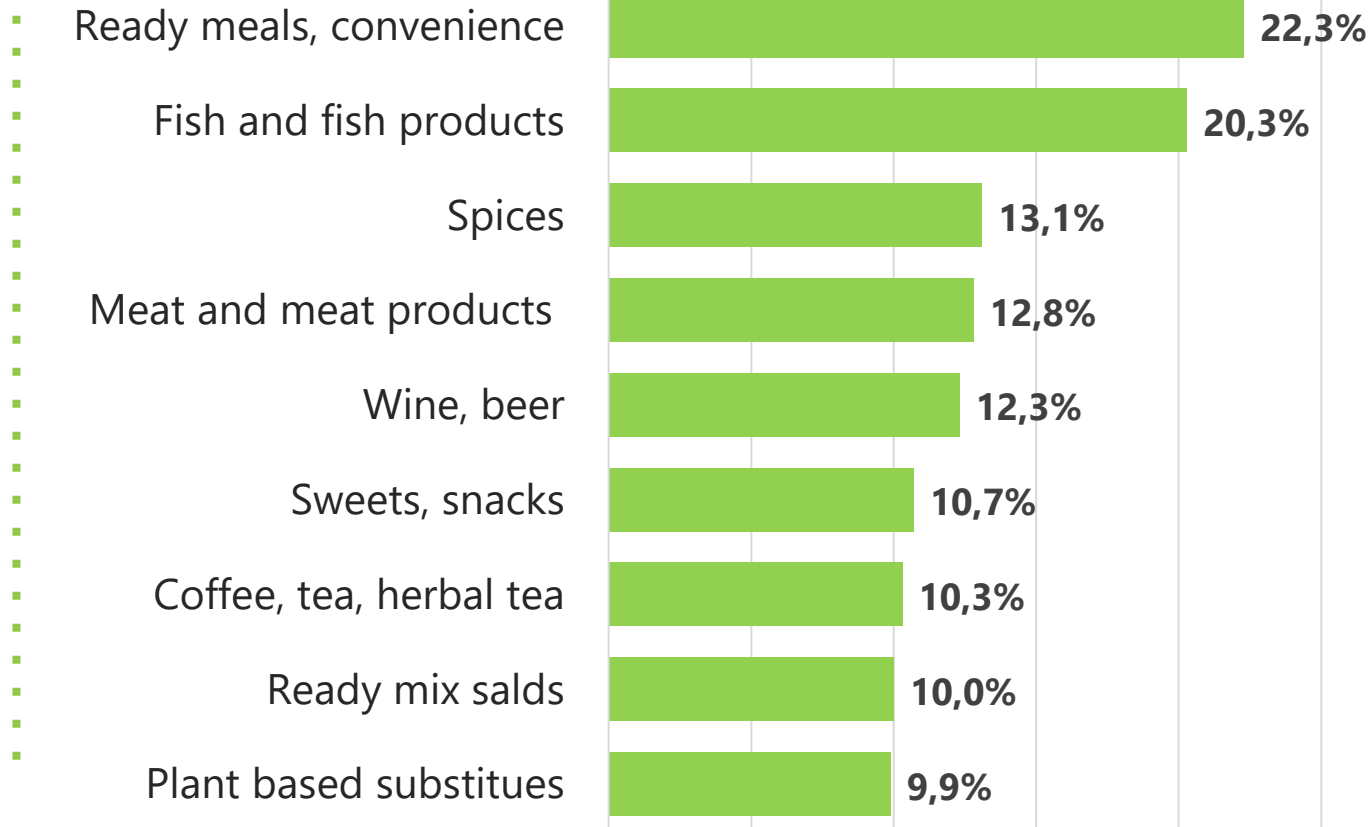 Ready meals, convenience 22,3%
Fish and fish products 20,3%
Spices 13,1%
Meat and meat products 12,8%
Wine, beer 12,3%
Sweets, snacks 10,7%
Coffee, tea, herbal tea 10,3%
Ready mix salds 10,0%
Plant based substitues 9,9%